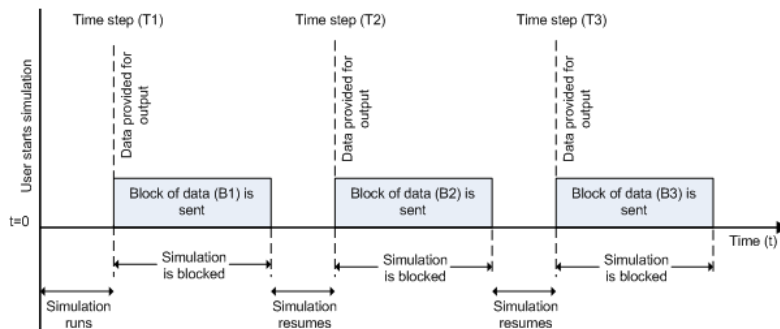 Time step (T1)
Time step (T2)
Time step (T3)
User starts simulation
Data provided for
output
Data provided for
output
Data provided for
output
Block of data (B1) is
sent
Block of data (B2) is
sent
Block of data (B3) is
sent
t=0
Time (t)
Simulation
is blocked
Simulation
is blocked
Simulation
is blocked
Simulation
runs
Simulation
resumes
Simulation
resumes